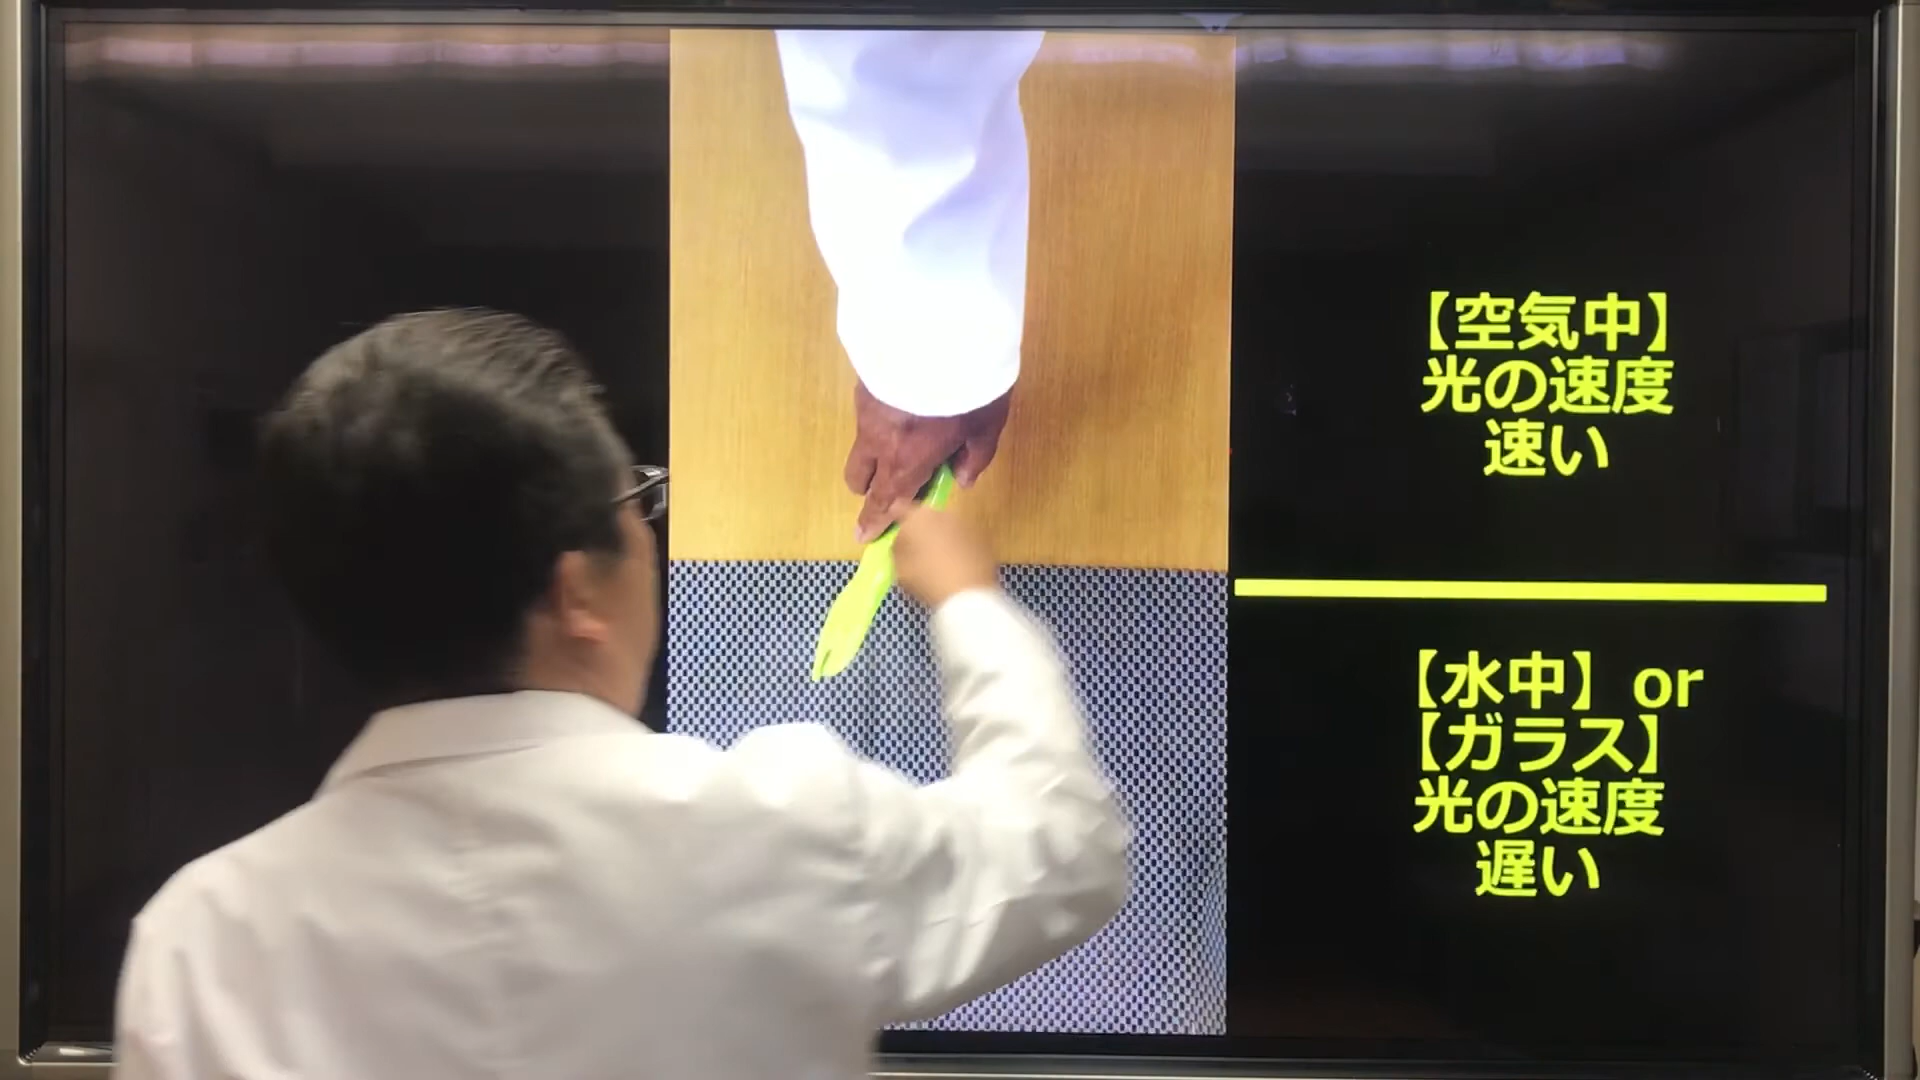 【空気中】
光の速度
速い
【水中】or
【ガラス】
光の速度
遅い